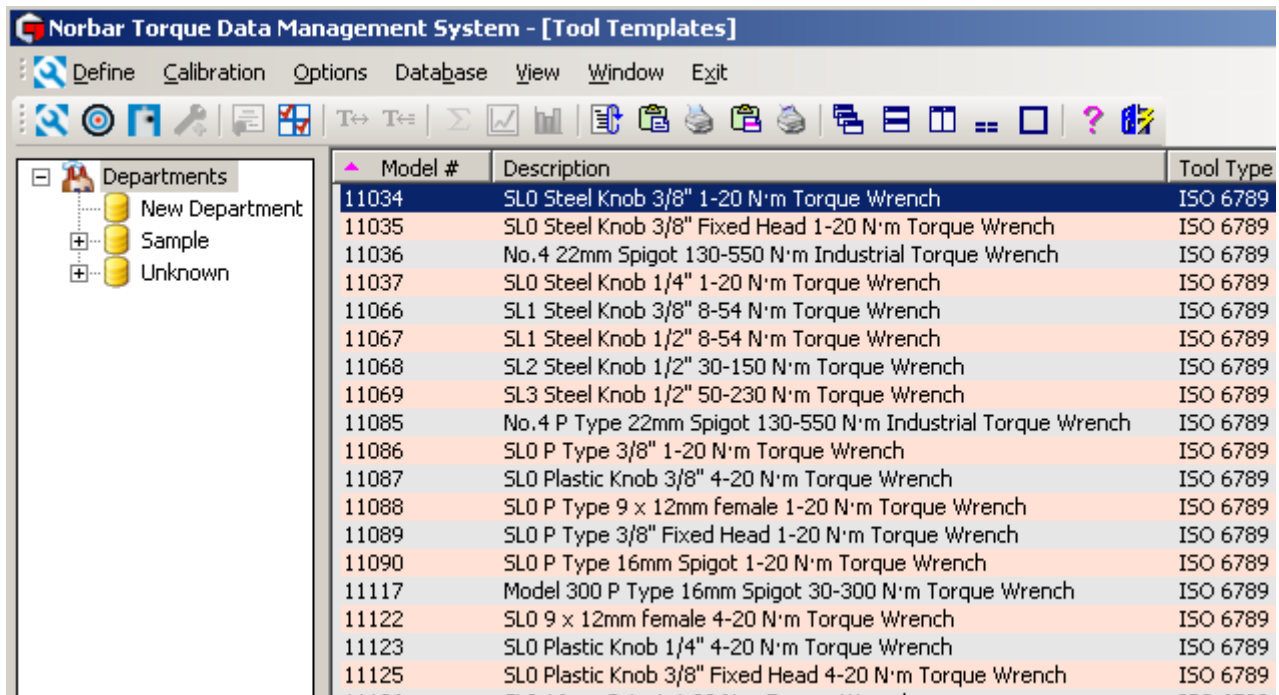 Norbar Torque Data Management System - [Tool Templates]
Define Calibration Options Database View Window Exit
Departments
New Department
Sample
Unknown
Model # Description Tool Type
11034 SL0 Steel Knob 3/8" 1-20 N·m Torque Wrench ISO 6789
11035 SL0 Steel Knob 3/8" Fixed Head 1-20 N·m Torque Wrench ISO 6789
11036 No.4 22mm Spigot 130-550 N·m Industrial Torque Wrench ISO 6789
11037 SL0 Steel Knob 1/4" 1-20 N·m Torque Wrench ISO 6789
11066 SL1 Steel Knob 3/8" 8-54 N·m Torque Wrench ISO 6789
11067 SL1 Steel Knob 1/2" 8-54 N·m Torque Wrench ISO 6789
11068 SL2 Steel Knob 1/2" 30-150 N·m Torque Wrench ISO 6789
11069 SL3 Steel Knob 1/2" 50-230 N·m Torque Wrench ISO 6789
11085 No.4 P Type 22mm Spigot 130-550 N·m Industrial Torque Wrench ISO 6789
11086 SL0 P Type 3/8" 1-20 N·m Torque Wrench ISO 6789
11087 SL0 Plastic Knob 3/8" 4-20 N·m Torque Wrench ISO 6789
11088 SL0 P Type 9 x 12mm female 1-20 N·m Torque Wrench ISO 6789
11089 SL0 P Type 3/8" Fixed Head 1-20 N·m Torque Wrench ISO 6789
11090 SL0 P Type 16mm Spigot 1-20 N·m Torque Wrench ISO 6789
11117 Model 300 P Type 16mm Spigot 30-300 N·m Torque Wrench ISO 6789
11122 SL0 9 x 12mm female 4-20 N·m Torque Wrench ISO 6789
11123 SL0 Plastic Knob 1/4" 4-20 N·m Torque Wrench ISO 6789
11125 SL0 Plastic Knob 3/8" Fixed Head 4-20 N·m Torque Wrench ISO 6789